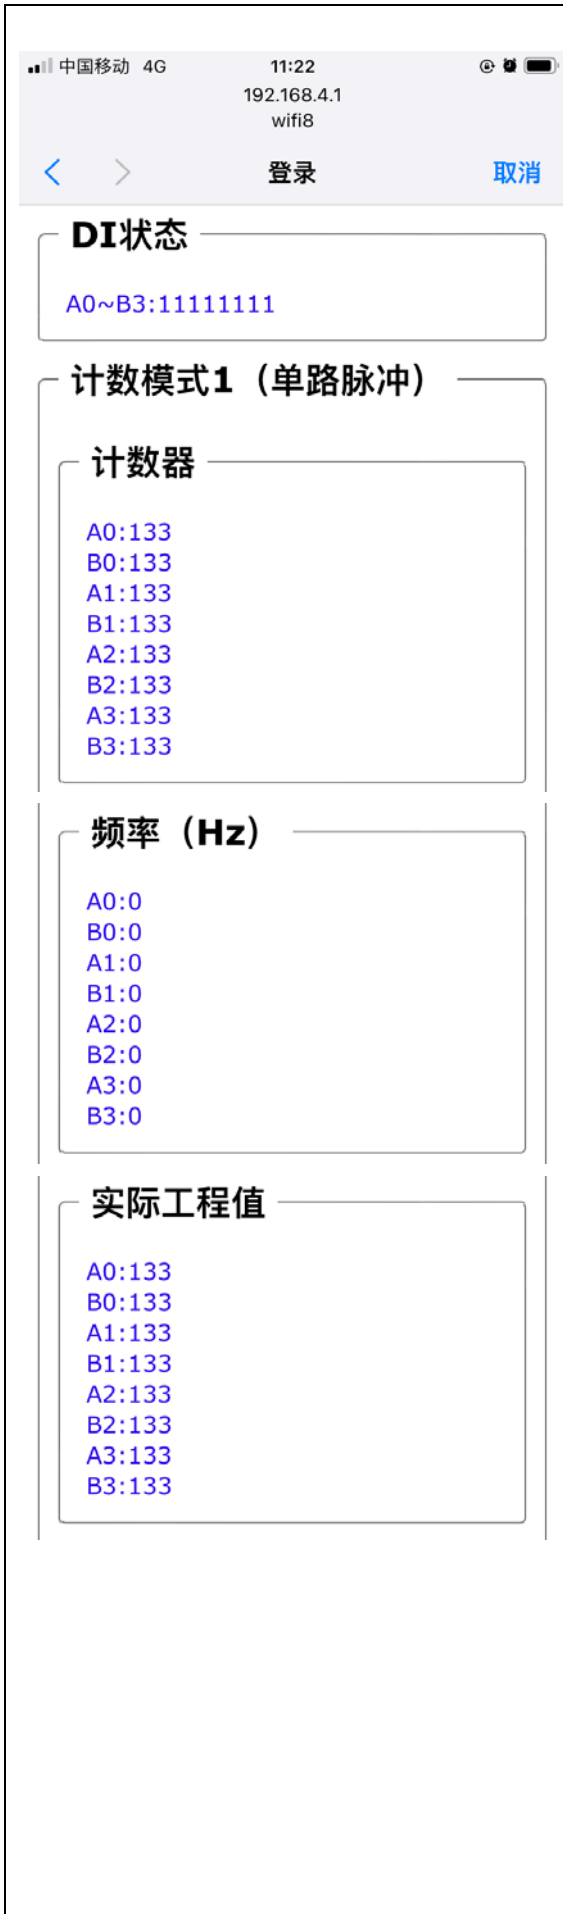 中国移动 4G 11:22
192.168.4.1
wifi8
登录 取消
DI状态
A0~B3:11111111
计数模式1（单路脉冲）
计数器
A0:133
B0:133
A1:133
B1:133
A2:133
B2:133
A3:133
B3:133
频率（Hz）
A0:0
B0:0
A1:0
B1:0
A2:0
B2:0
A3:0
B3:0
实际工程值
A0:133
B0:133
A1:133
B1:133
A2:133
B2:133
A3:133
B3:133